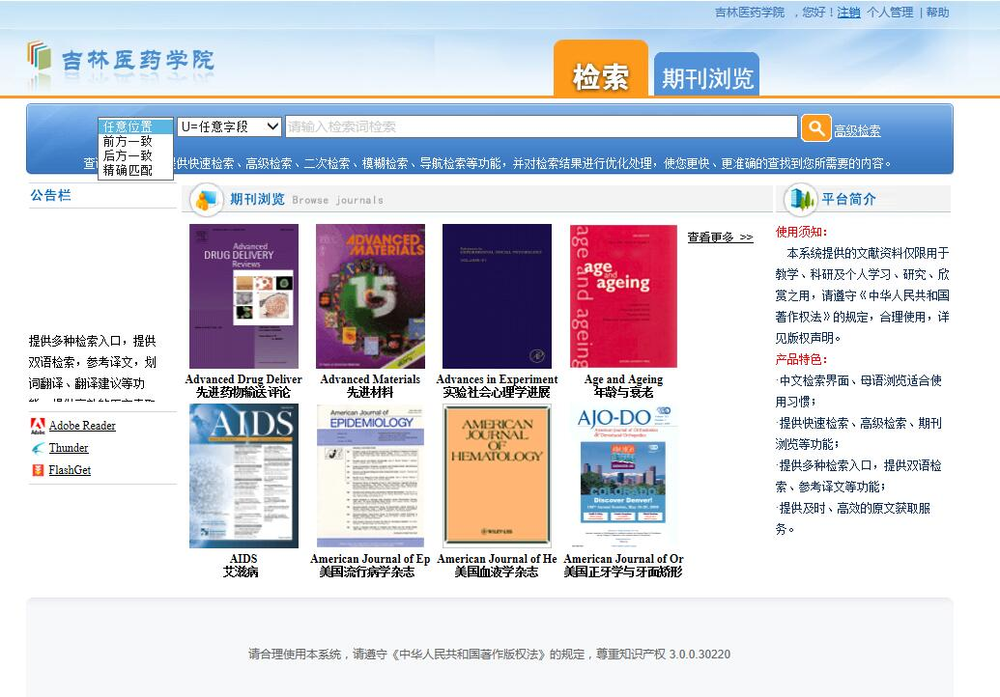 吉林医药学院 ，您好！注销 个人管理 | 帮助
吉林医药学院
检索
期刊浏览
任意位置
前方一致
后方一致
精确匹配
U=任意字段
请输入检索词检索
高级检索
查
提供快速检索、高级检索、二次检索、模糊检索、导航检索等功能，并对检索结果进行优化处理，使您更快、更准确的查找到您所需要的内容。
公告栏
提供多种检索入口，提供
双语检索，参考译文，划
词翻译、翻译建议等功
Adobe Reader
Thunder
FlashGet
期刊浏览 Browse journals
查看更多 >>
Advanced
DRUG DELIVERY
Reviews
ADVANCED
MATERIALS
15
age and ageing
age
and
ageing
Advanced Drug Deliver
先进药物输送评论
Advanced Materials
先进材料
Advances in Experiment
实验社会心理学进展
Age and Ageing
年龄与衰老
AIDS
American Journal of
EPIDEMIOLOGY
AMERICAN
JOURNAL
OF
HEMATOLOGY
WILEY-LISS
AJO-DO
COLORADO
Discover Denver!
AIDS
艾滋病
American Journal of Ep
美国流行病学杂志
American Journal of He
美国血液学杂志
American Journal of Or
美国正牙学与牙面矫形
平台简介
使用须知：
本系统提供的文献资料仅限用于
教学、科研及个人学习、研究、欣
赏之用，请遵守《中华人民共和国
著作权法》的规定，合理使用，详
见版权声明。
产品特色：
·中文检索界面、母语浏览适合使
用习惯；
·提供快速检索、高级检索、期刊
浏览等功能；
·提供多种检索入口，提供双语检
索、参考译文等功能；
·提供及时、高效的原文获取服
务。
请合理使用本系统，请遵守《中华人民共和国著作版权法》的规定，尊重知识产权 3.0.0.30220